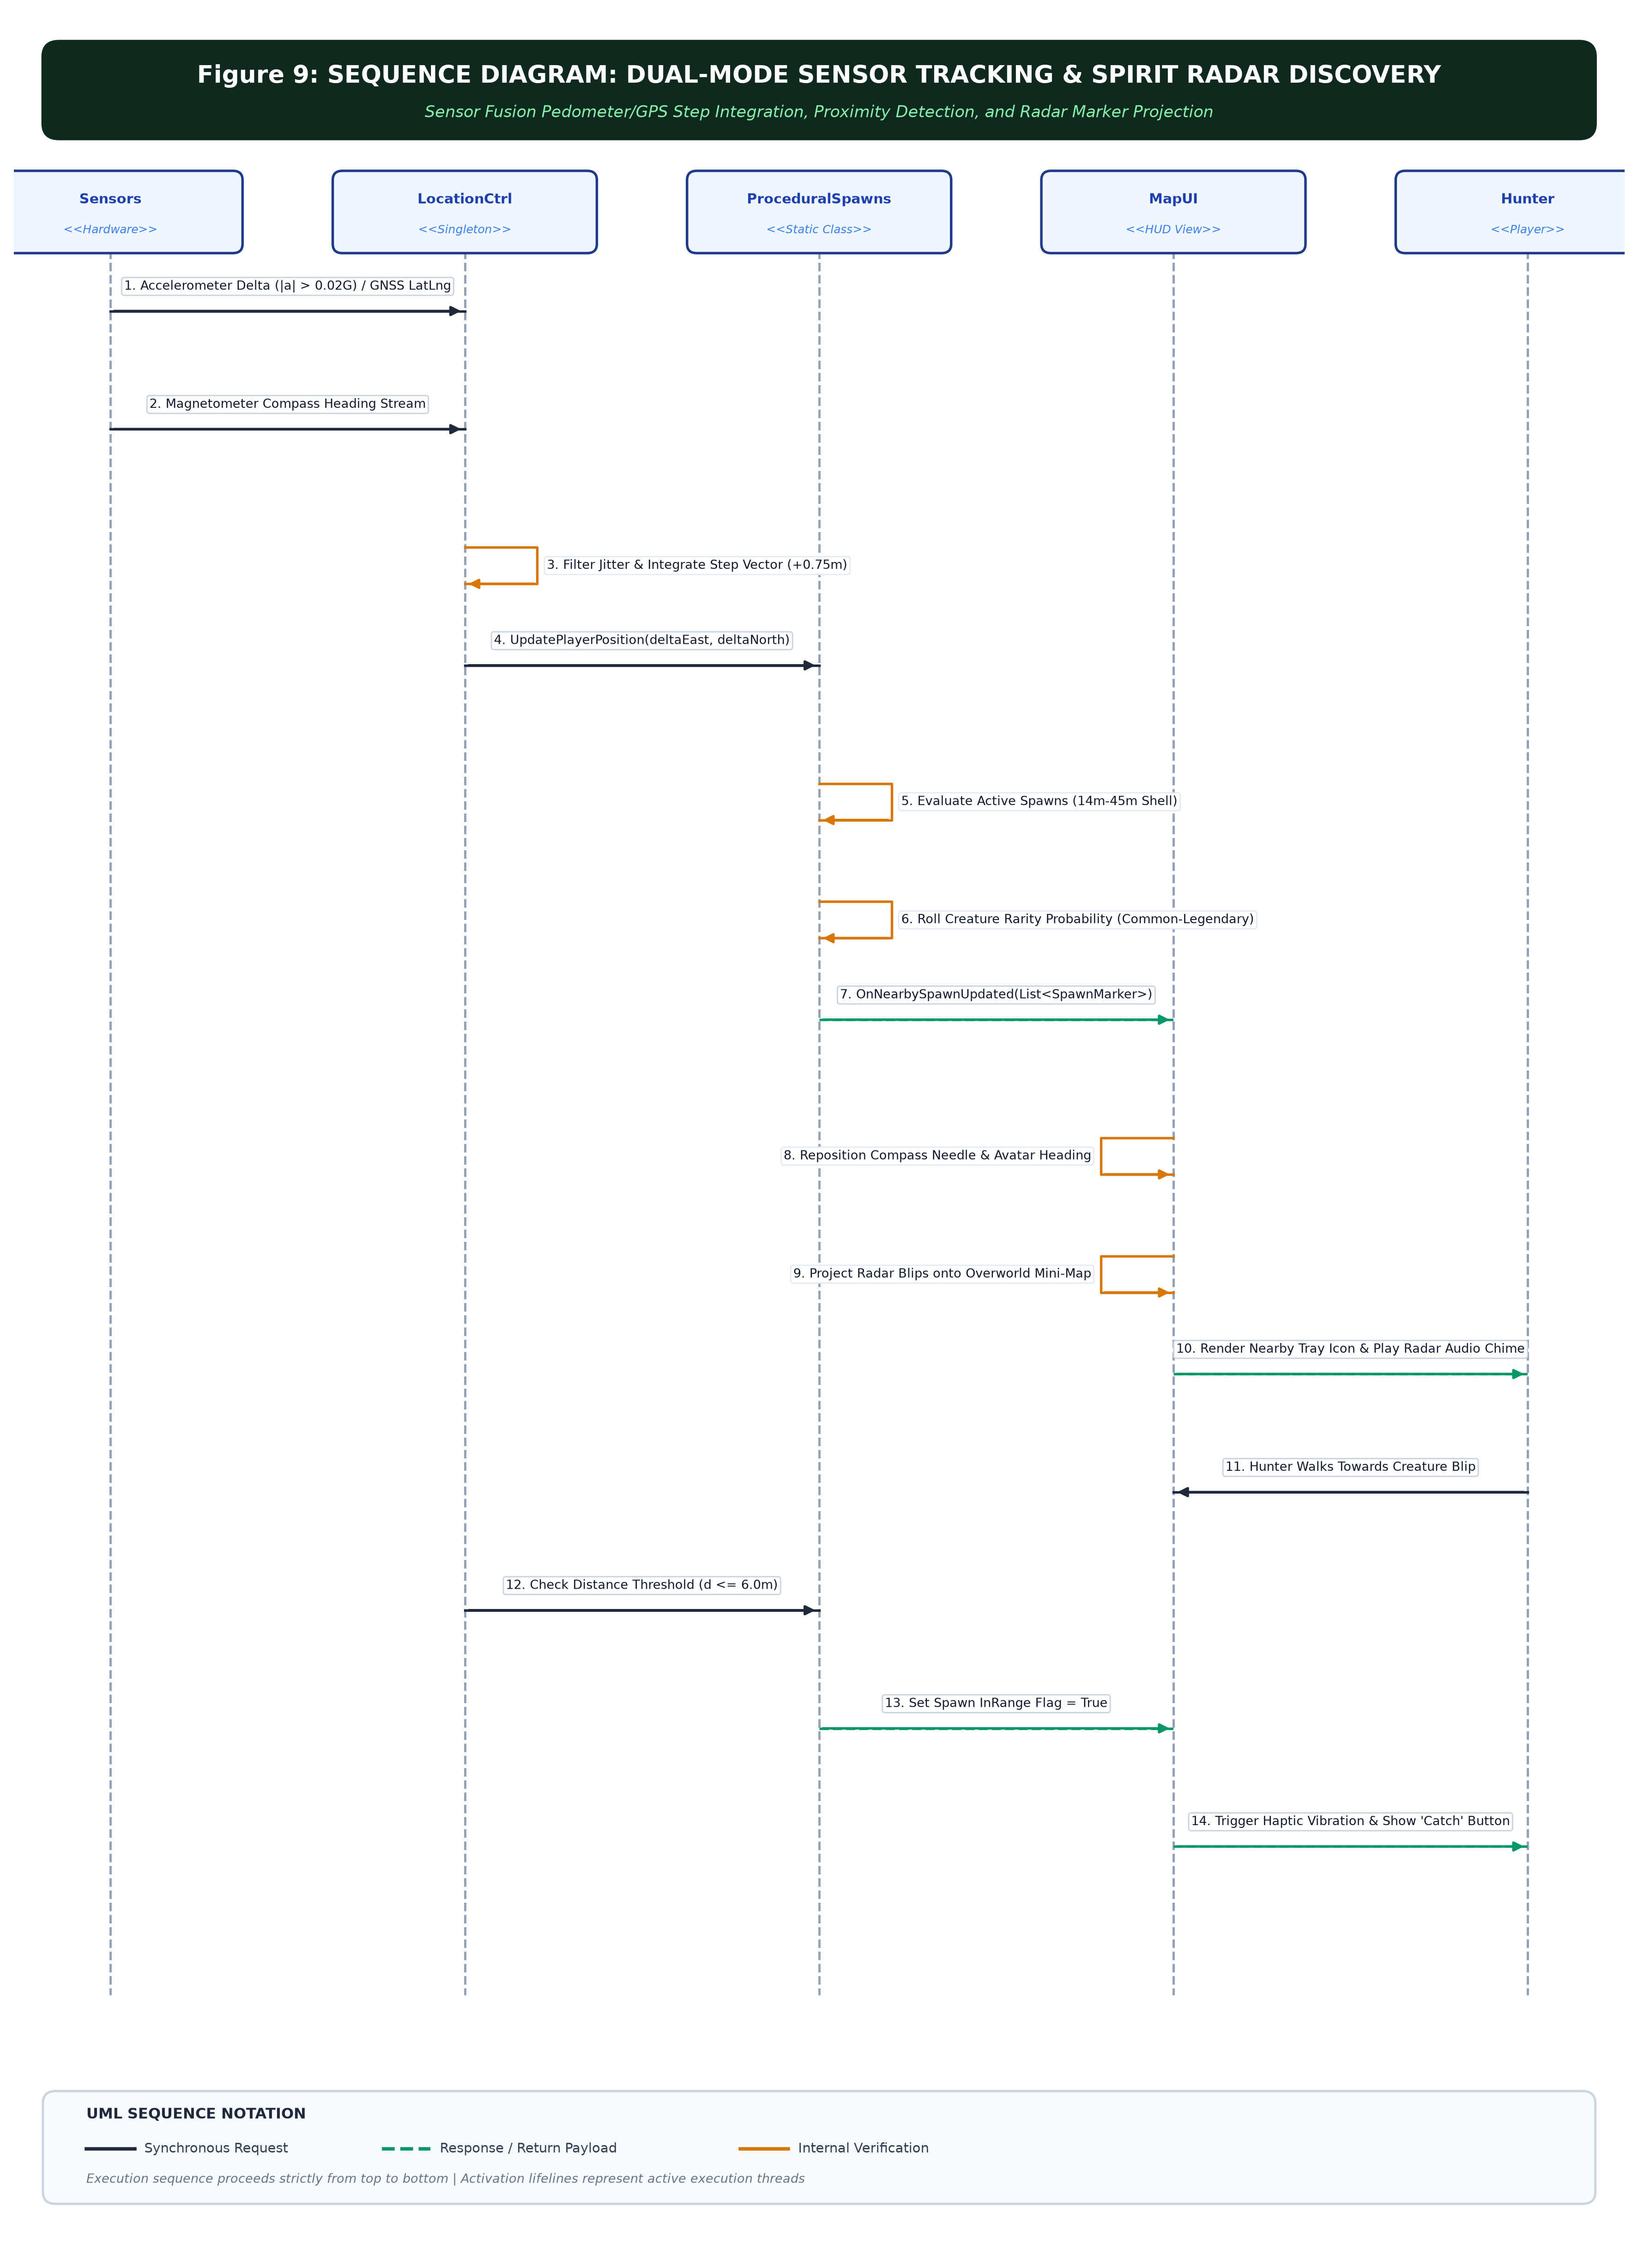 Figure 9: SEQUENCE DIAGRAM: DUAL-MODE SENSOR TRACKING & SPIRIT RADAR DISCOVERY
Sensor Fusion Pedometer/GPS Step Integration, Proximity Detection, and Radar Marker Projection
Sensors
<<Hardware>>
LocationCtrl
<<Singleton>>
ProceduralSpawns
<<Static Class>>
MapUI
<<HUD View>>
Hunter
<<Player>>
1. Accelerometer Delta (|a| > 0.02G) / GNSS LatLng
2. Magnetometer Compass Heading Stream
3. Filter Jitter & Integrate Step Vector (+0.75m)
4. UpdatePlayerPosition(deltaEast, deltaNorth)
5. Evaluate Active Spawns (14m-45m Shell)
6. Roll Creature Rarity Probability (Common-Legendary)
7. OnNearbySpawnUpdated(List<SpawnMarker>)
8. Reposition Compass Needle & Avatar Heading
9. Project Radar Blips onto Overworld Mini-Map
10. Render Nearby Tray Icon & Play Radar Audio Chime
11. Hunter Walks Towards Creature Blip
12. Check Distance Threshold (d <= 6.0m)
13. Set Spawn InRange Flag = True
14. Trigger Haptic Vibration & Show 'Catch' Button
UML SEQUENCE NOTATION
Synchronous Request
Response / Return Payload
Internal Verification
Execution sequence proceeds strictly from top to bottom | Activation lifelines represent active execution threads